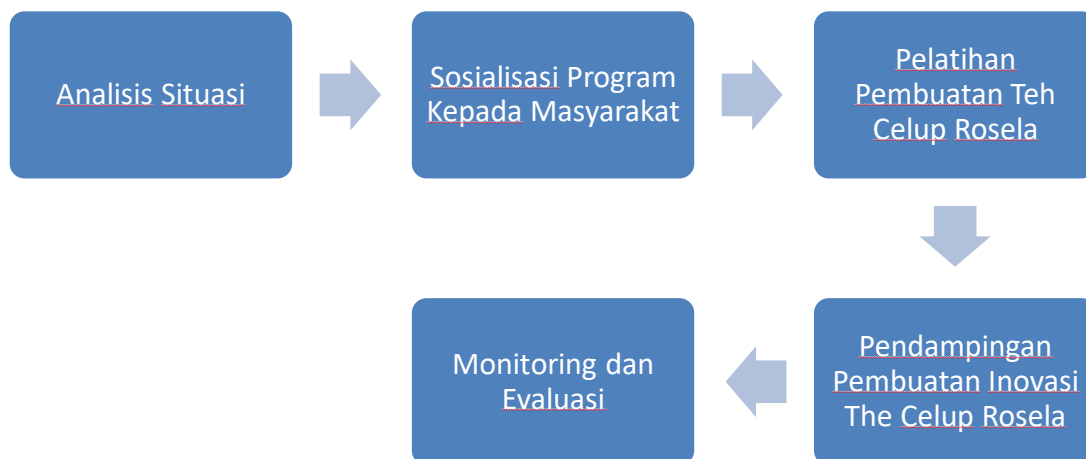 Analisis Situasi
Sosialisasi Program
Kepada Masyarakat
Pelatihan
Pembuatan Teh
Celup Rosela
Pendampingan
Pembuatan Inovasi
The Celup Rosela
Monitoring dan
Evaluasi